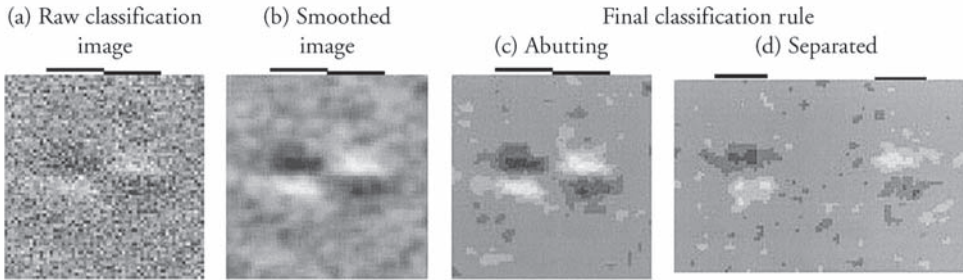 (a) Raw classification
image
(b) Smoothed
image
Final classification rule
(c) Abutting
(d) Separated